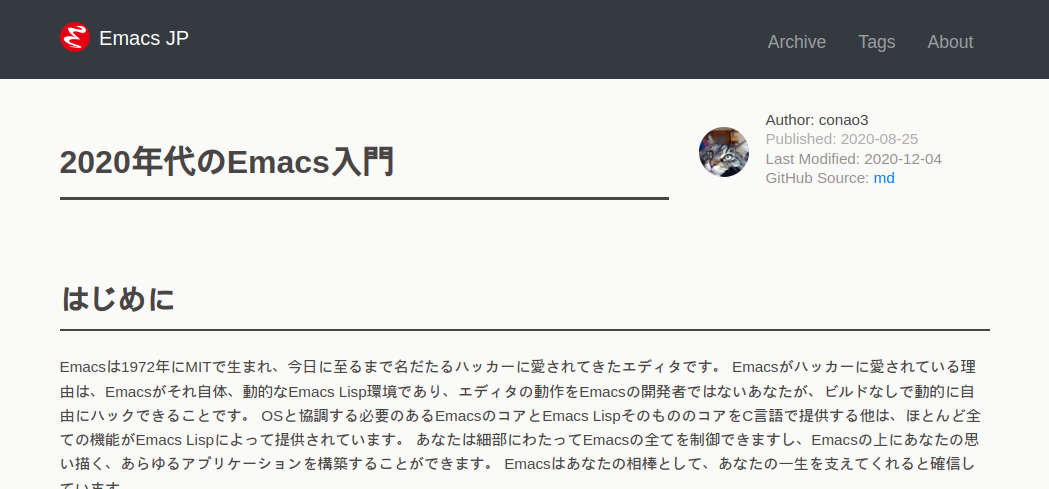 Emacs JP
Archive Tags About
2020年代のEmacs入門
Author: conao3
Published: 2020-08-25
Last Modified: 2020-12-04
GitHub Source: md
はじめに
Emacsは1972年にMITで生まれ、今日に至るまで名だたるハッカーに愛されてきたエディタです。 Emacsがハッカーに愛されている理
由は、Emacsがそれ自体、動的なEmacs Lisp環境であり、エディタの動作をEmacsの開発者ではないあなたが、ビルドなしで動的に自
由にハックできることです。 OSと協調する必要のあるEmacsのコアとEmacs LispそのもののコアをC言語で提供する他は、ほとんど全
ての機能がEmacs Lispによって提供されています。 あなたは細部にわたってEmacsの全てを制御できますし、Emacsの上にあなたの思
い描く、あらゆるアプリケーションを構築することができます。 Emacsはあなたの相棒として、あなたの一生を支えてくれると確信し
ています。